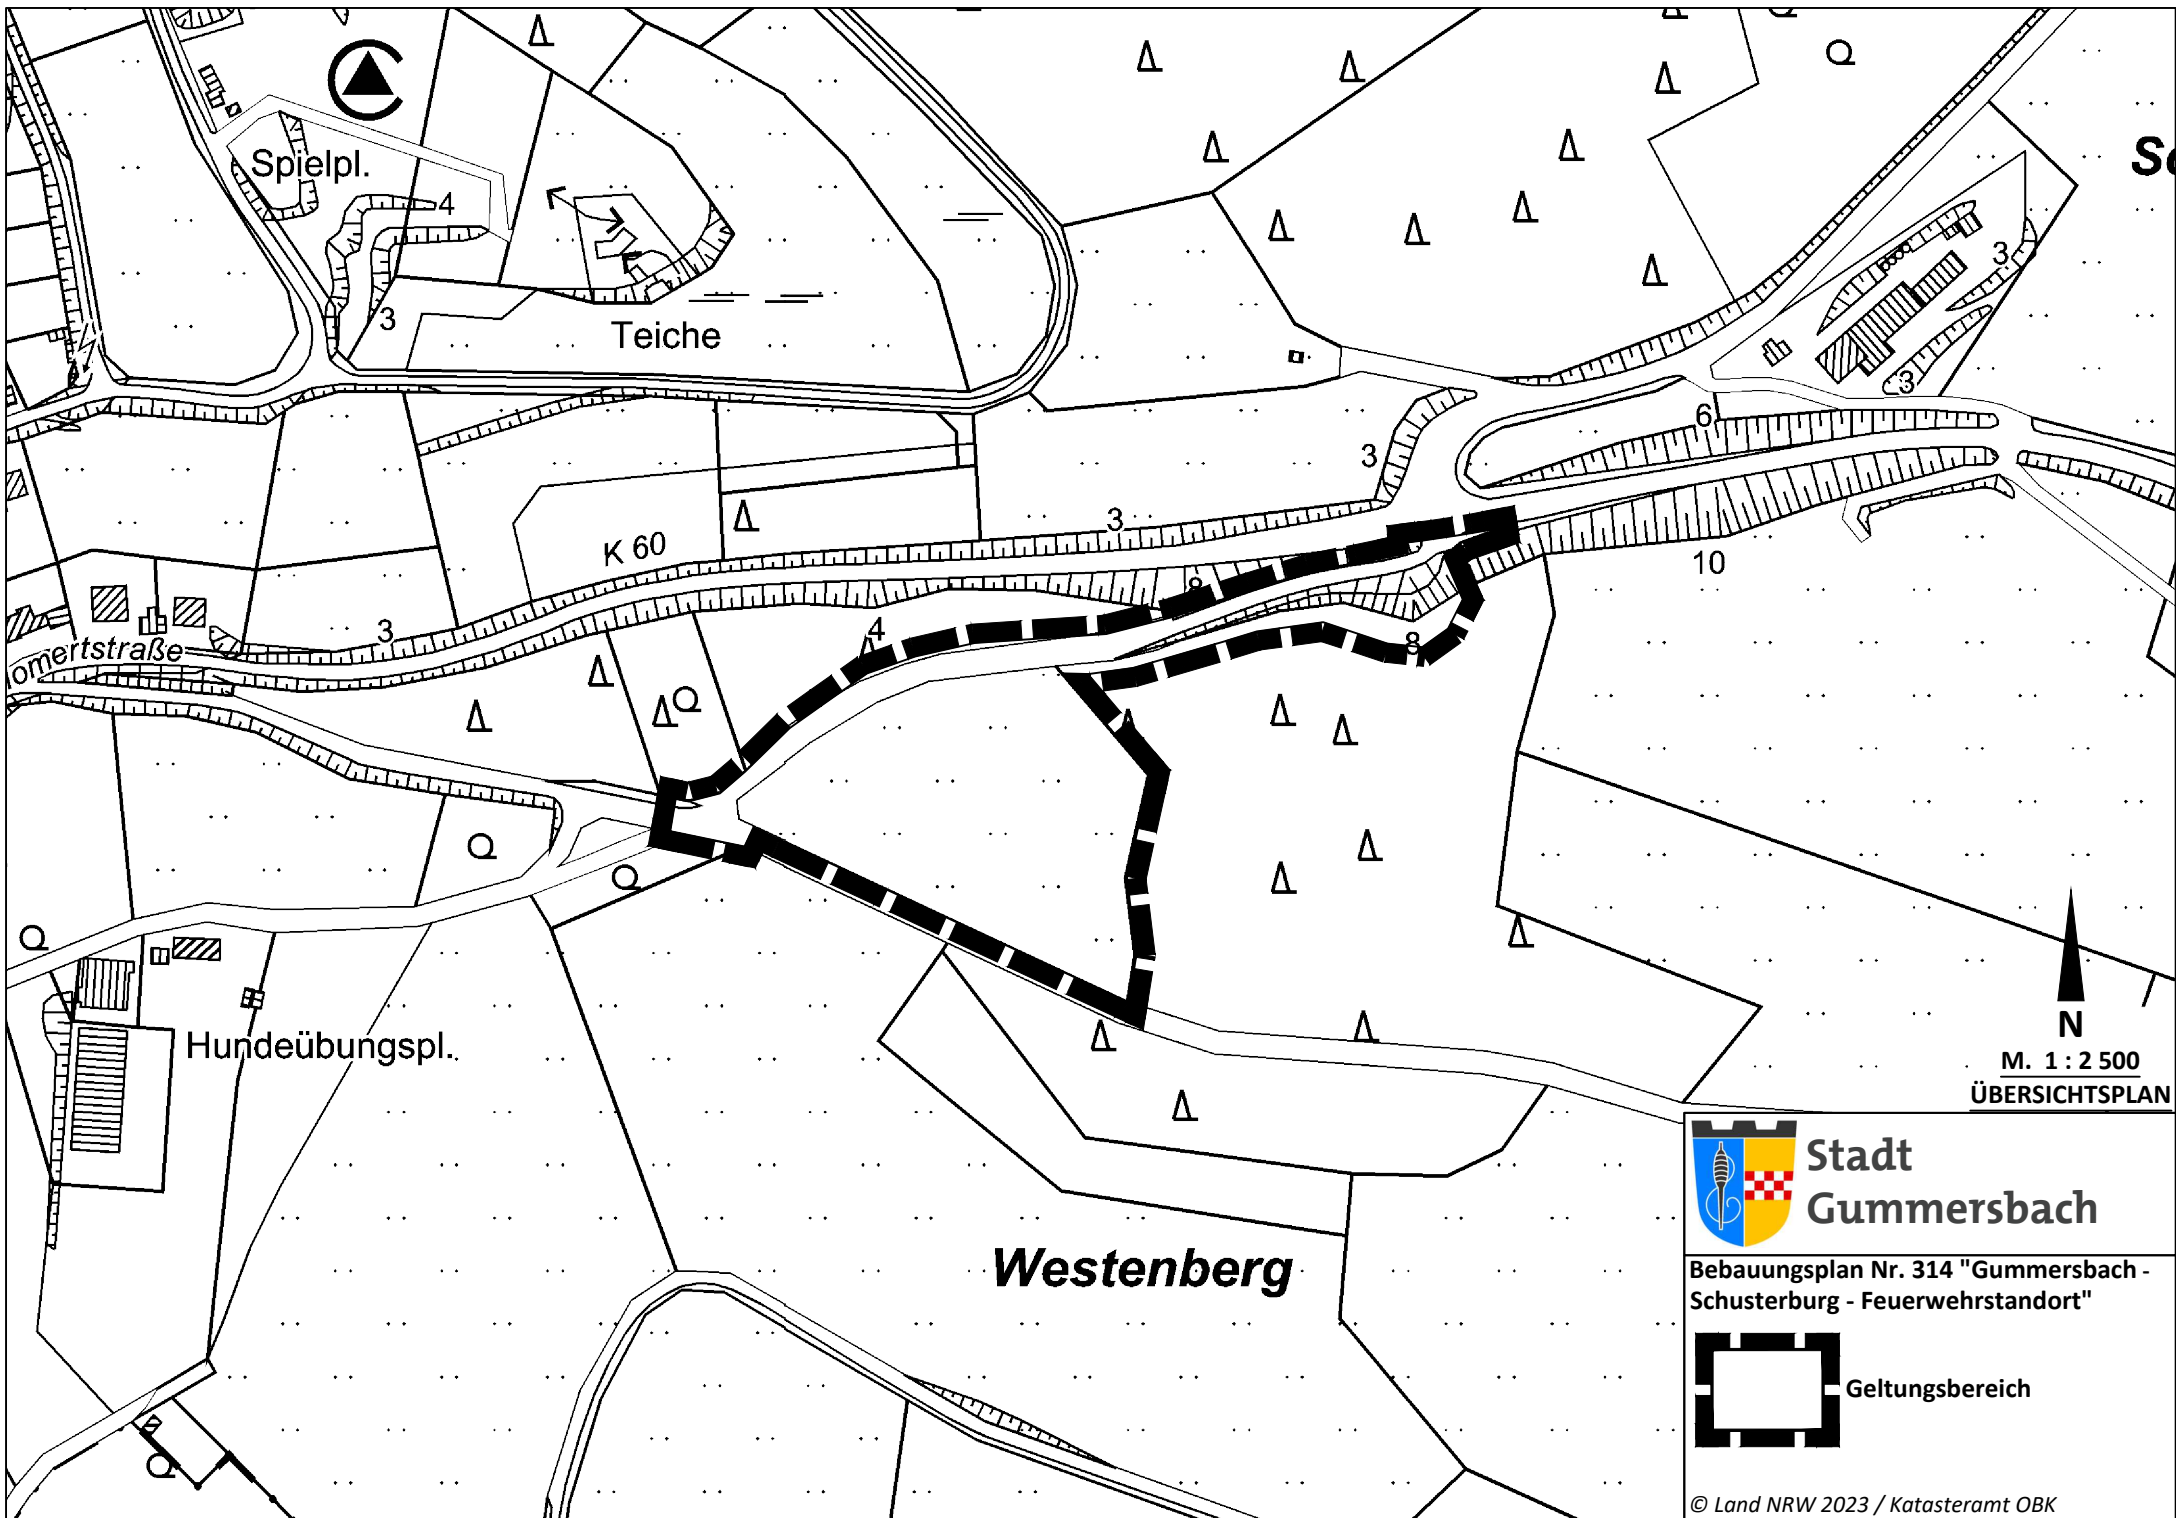 Spielpl.
4
3
Teiche
3
3
6
3
3
K 60
10
8
8
4
3
omertstraße
Hundeübungspl.
Westenberg
N
M. 1 : 2 500
ÜBERSICHTSPLAN
Stadt
Gummersbach
Bebauungsplan Nr. 314 "Gummersbach -
Schusterburg - Feuerwehrstandort"
Geltungsbereich
© Land NRW 2023 / Katasteramt OBK